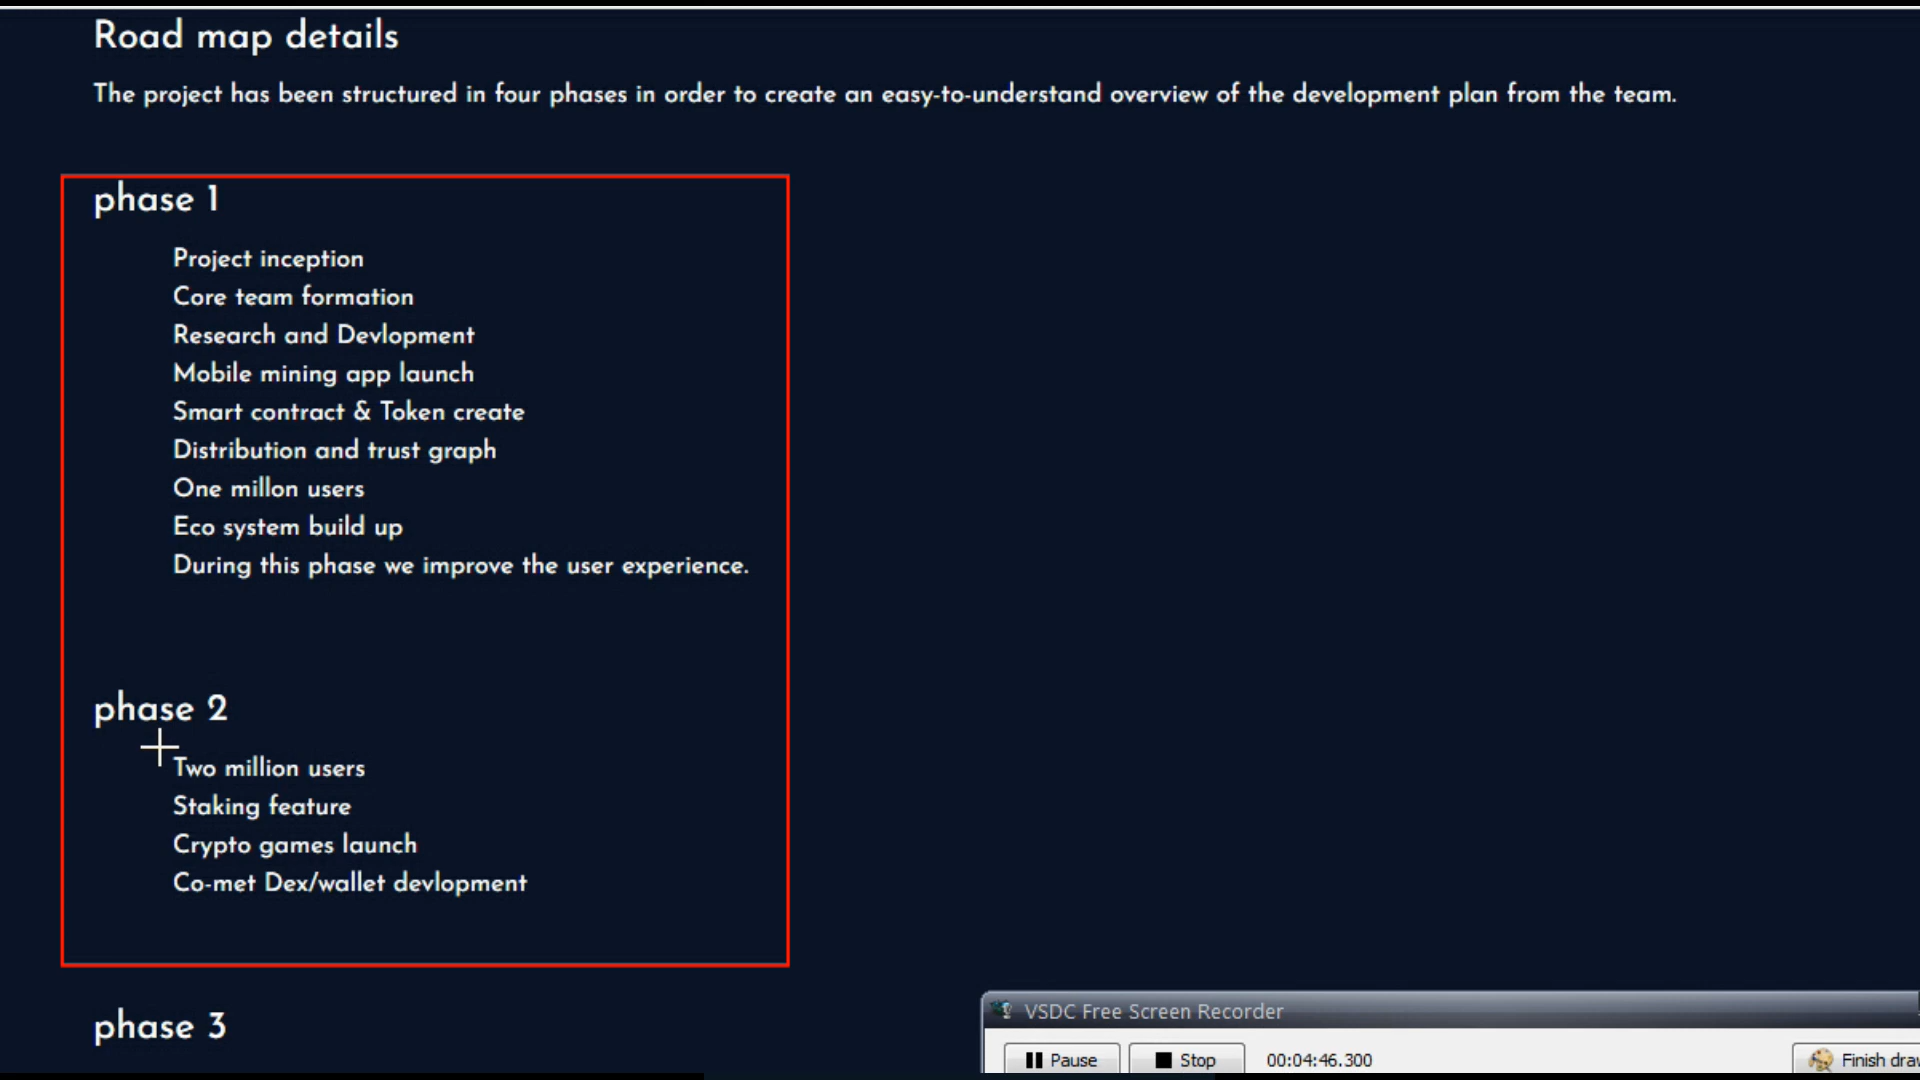 Road map details
The project has been structured in four phases in order to create an easy-to-understand overview of the development plan from the team.
phase 1
Project inception
Core team formation
Research and Devlopment
Mobile mining app launch
Smart contract & Token create
Distribution and trust graph
One millon users
Eco system build up
During this phase we improve the user experience.
phase 2
Two million users
Staking feature
Crypto games launch
Co-met Dex/wallet devlopment
phase 3
VSDC Free Screen Recorder
Pause Stop 00:04:46.300 Finish